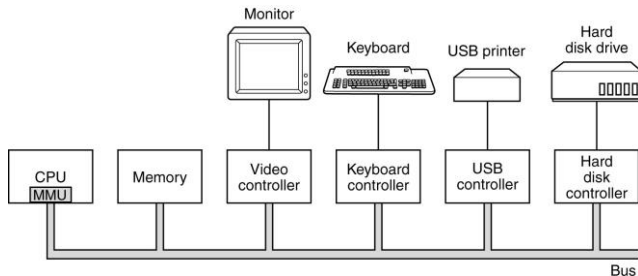 Monitor
Keyboard
USB printer
Hard
disk drive
CPU
MMU
Memory
Video
controller
Keyboard
controller
USB
controller
Hard
disk
controller
Bus